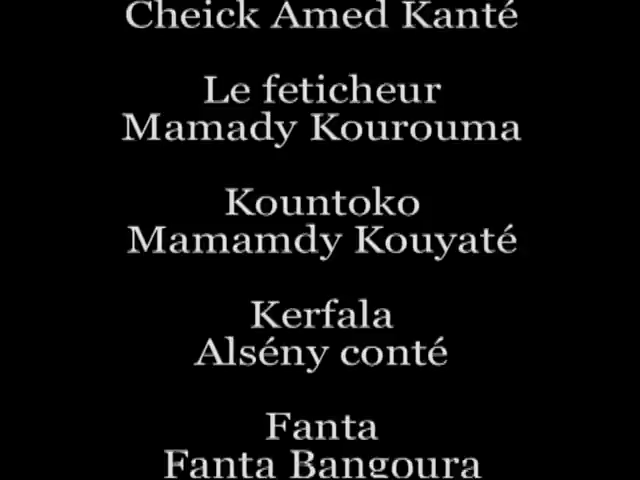 Cheick Amed Kanté
Le feticheur
Mamady Kourouma
Kountoko
Mamamdy Kouyaté
Kerfala
Alsény conté
Fanta
Fanta Bangoura